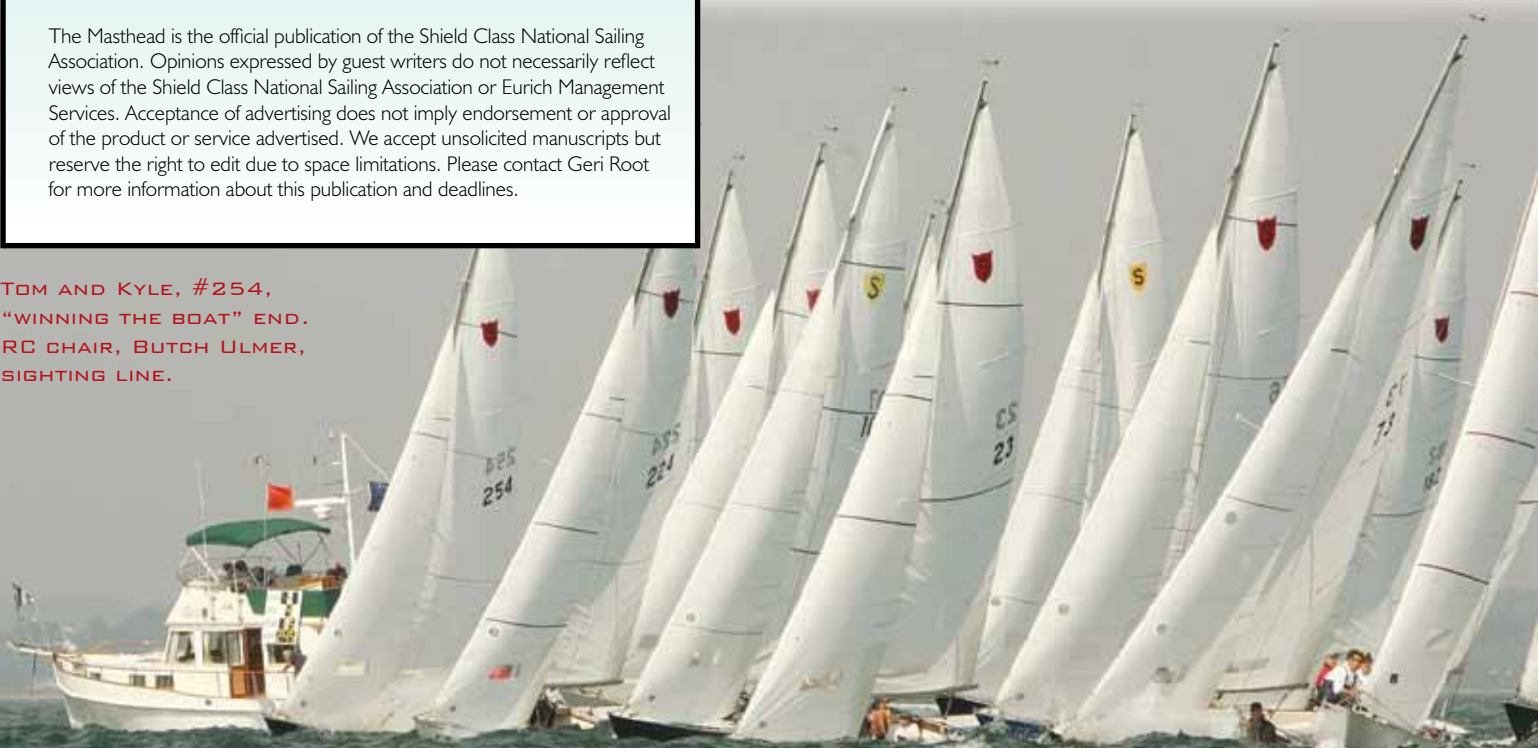 The Masthead is the official publication of the Shield Class National Sailing
Association. Opinions expressed by guest writers do not necessarily reflect
views of the Shield Class National Sailing Association or Eurich Management
Services. Acceptance of advertising does not imply endorsement or approval
of the product or service advertised. We accept unsolicited manuscripts but
reserve the right to edit due to space limitations. Please contact Geri Root
for more information about this publication and deadlines.
TOM AND KYLE, #254,
“WINNING THE BOAT” END.
RC CHAIR, BUTCH ULMER,
SIGHTING LINE.
S
S
254
224
23
73